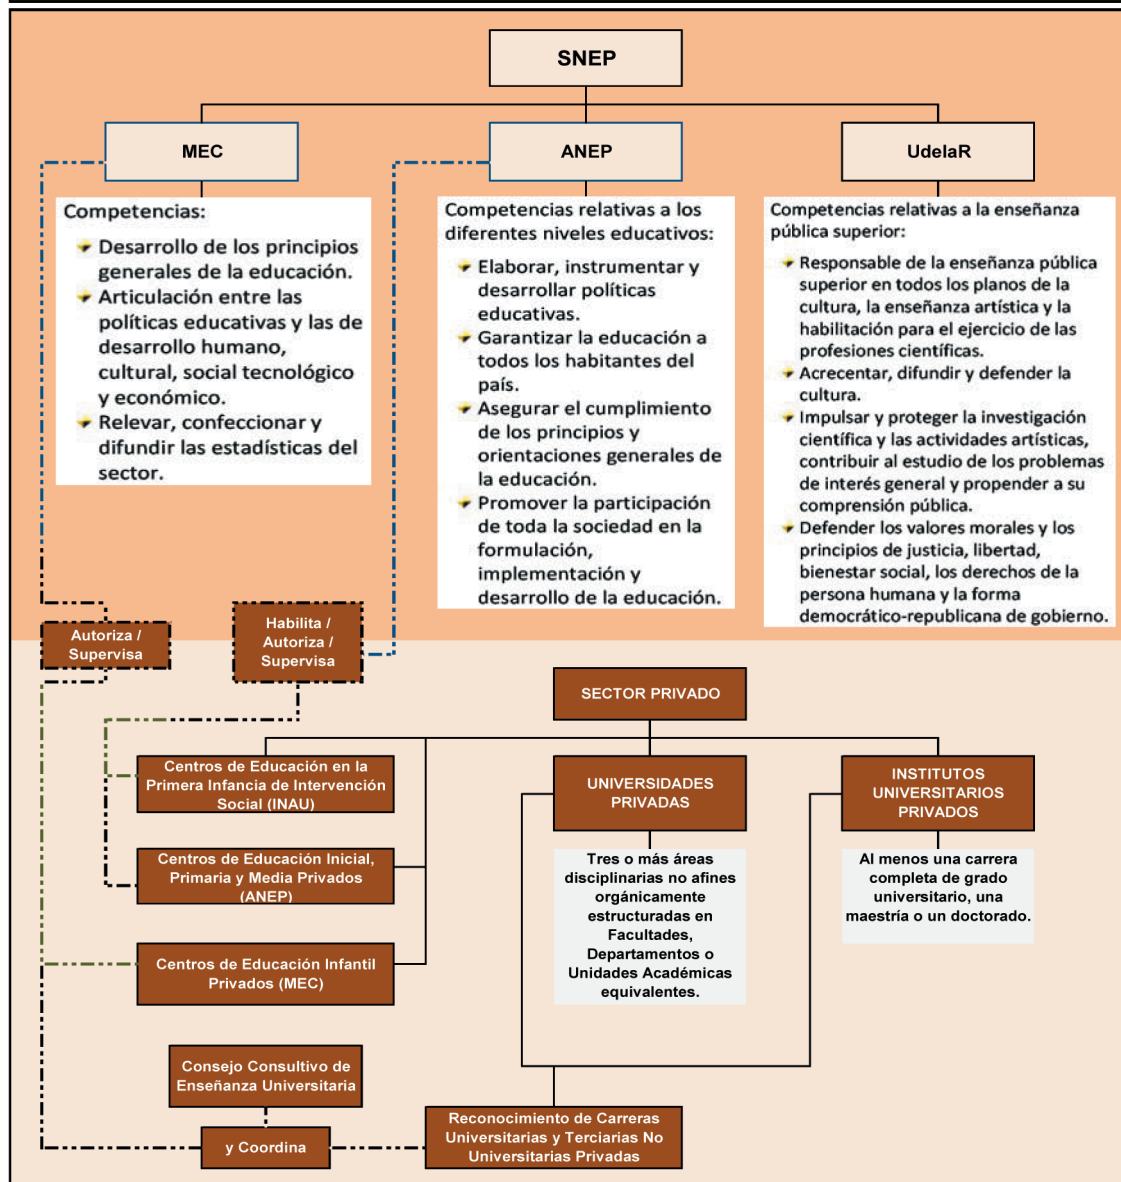 SNEP
MEC
ANEP
UdelaR
Competencias:
Desarrollo de los principios
generales de la educación.
Articulación entre las
políticas educativas y las de
desarrollo humano,
cultural, social tecnológico
y económico.
Relevar, confeccionar y
difundir las estadísticas del
sector.
Competencias relativas a los
diferentes niveles educativos:
Elaborar, instrumentar y
desarrollar políticas
educativas.
Garantizar la educación a
todos los habitantes del
país.
Asegurar el cumplimiento
de los principios y
orientaciones generales de
la educación.
Promover la participación
de toda la sociedad en la
formulación,
implementación y
desarrollo de la educación.
Competencias relativas a la enseñanza
pública superior:
Responsable de la enseñanza pública
superior en todos los planos de la
cultura, la enseñanza artística y la
habilitación para el ejercicio de las
profesiones científicas.
Acrecentar, difundir y defender la
cultura.
Impulsar y proteger la investigación
científica y las actividades artísticas,
contribuir al estudio de los problemas
de interés general y propender a su
comprensión pública.
Defender los valores morales y los
principios de justicia, libertad,
bienestar social, los derechos de la
persona humana y la forma
democrático-republicana de gobierno.
Autoriza /
Supervisa
Habilita /
Autoriza /
Supervisa
SECTOR PRIVADO
Centros de Educación en la
Primera Infancia de Intervención
Social (INAU)
Centros de Educación Inicial,
Primaria y Media Privados
(ANEP)
Centros de Educación Infantil
Privados (MEC)
UNIVERSIDADES
PRIVADAS
Tres o más áreas
disciplinarias no afines
orgánicamente
estructuradas en
Facultades,
Departamentos o
Unidades Académicas
equivalentes.
INSTITUTOS
UNIVERSITARIOS
PRIVADOS
Al menos una carrera
completa de grado
universitario, una
maestría o un doctorado.
Consejo Consultivo de
Enseñanza Universitaria
y Coordina
Reconocimiento de Carreras
Universitarias y Terciarias No
Universitarias Privadas